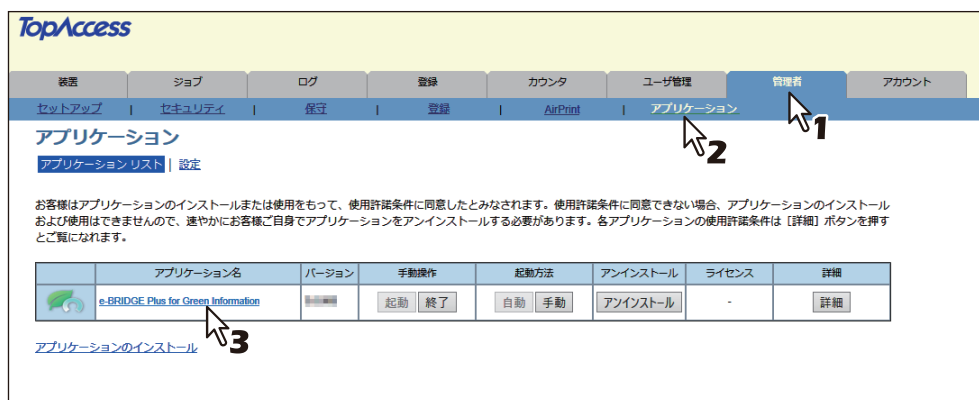 TopAccess
装置 ジョブ ログ 登録 カウンタ ユーザ管理 管理者 アカウント
セットアップ | セキュリティ | 保守 | 登録 | AirPrint | アプリケーション
1
2
アプリケーション
アプリケーション リスト | 設定
お客様はアプリケーションのインストールまたは使用をもって、使用許諾条件に同意したとみなされます。使用許諾条件に同意できない場合、アプリケーションのインストール
および使用はできませんので、速やかにお客様ご自身でアプリケーションをアンインストールする必要があります。各アプリケーションの使用許諾条件は［詳細］ボタンを押す
とご覧になれます。
アプリケーション名 バージョン 手動操作 起動方法 アンインストール ライセンス 詳細
e-BRIDGE Plus for Green Information 起動 終了 自動 手動 アンインストール - 詳細
3
アプリケーションのインストール